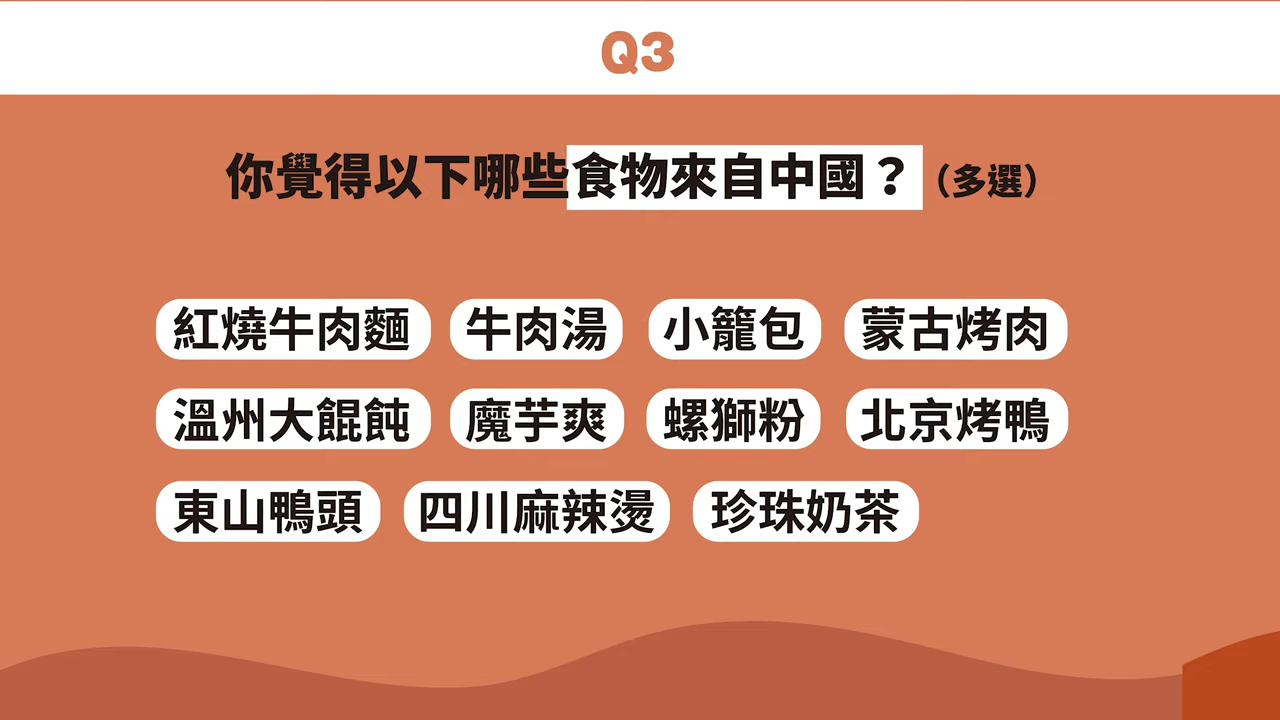 Q3
你覺得以下哪些食物來自中國？（多選）
紅燒牛肉麵 牛肉湯 小籠包 蒙古烤肉
溫州大餛飩 魔芋爽 螺獅粉 北京烤鴨
東山鴨頭 四川麻辣燙 珍珠奶茶